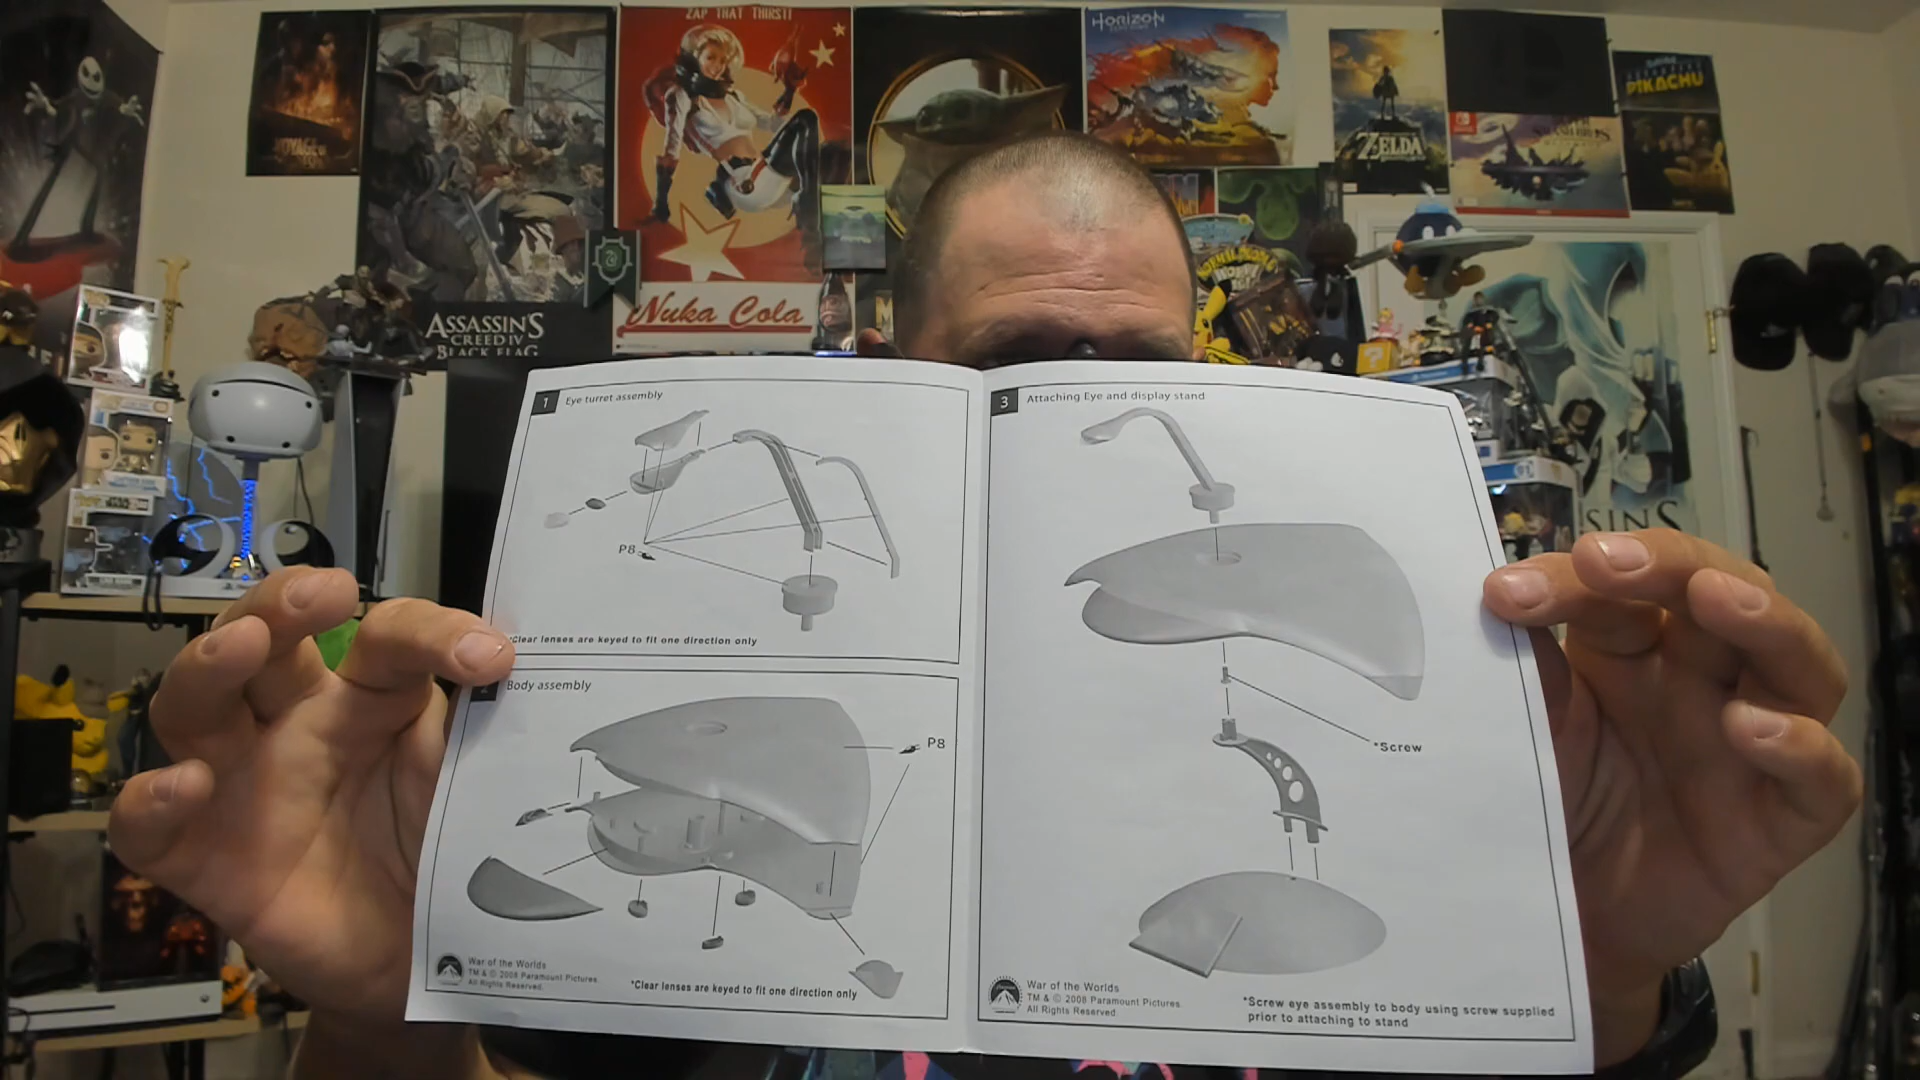 ZAP THAT THIRST!
HORIZON
PIKACHU
ZELDA
VOYAGE
Nuka Cola
ASSASSIN'S
CREED IV
BLACK FLAG
SINS
1 Eye turret assembly
P8
*Clear lenses are keyed to fit one direction only
2 Body assembly
P8
War of the Worlds
TM & © 2008 Paramount Pictures.
All Rights Reserved.
*Clear lenses are keyed to fit one direction only
3 Attaching Eye and display stand
*Screw
War of the Worlds
TM & © 2008 Paramount Pictures
All Rights Reserved
*Screw eye assembly to body using screw supplied
prior to attaching to stand